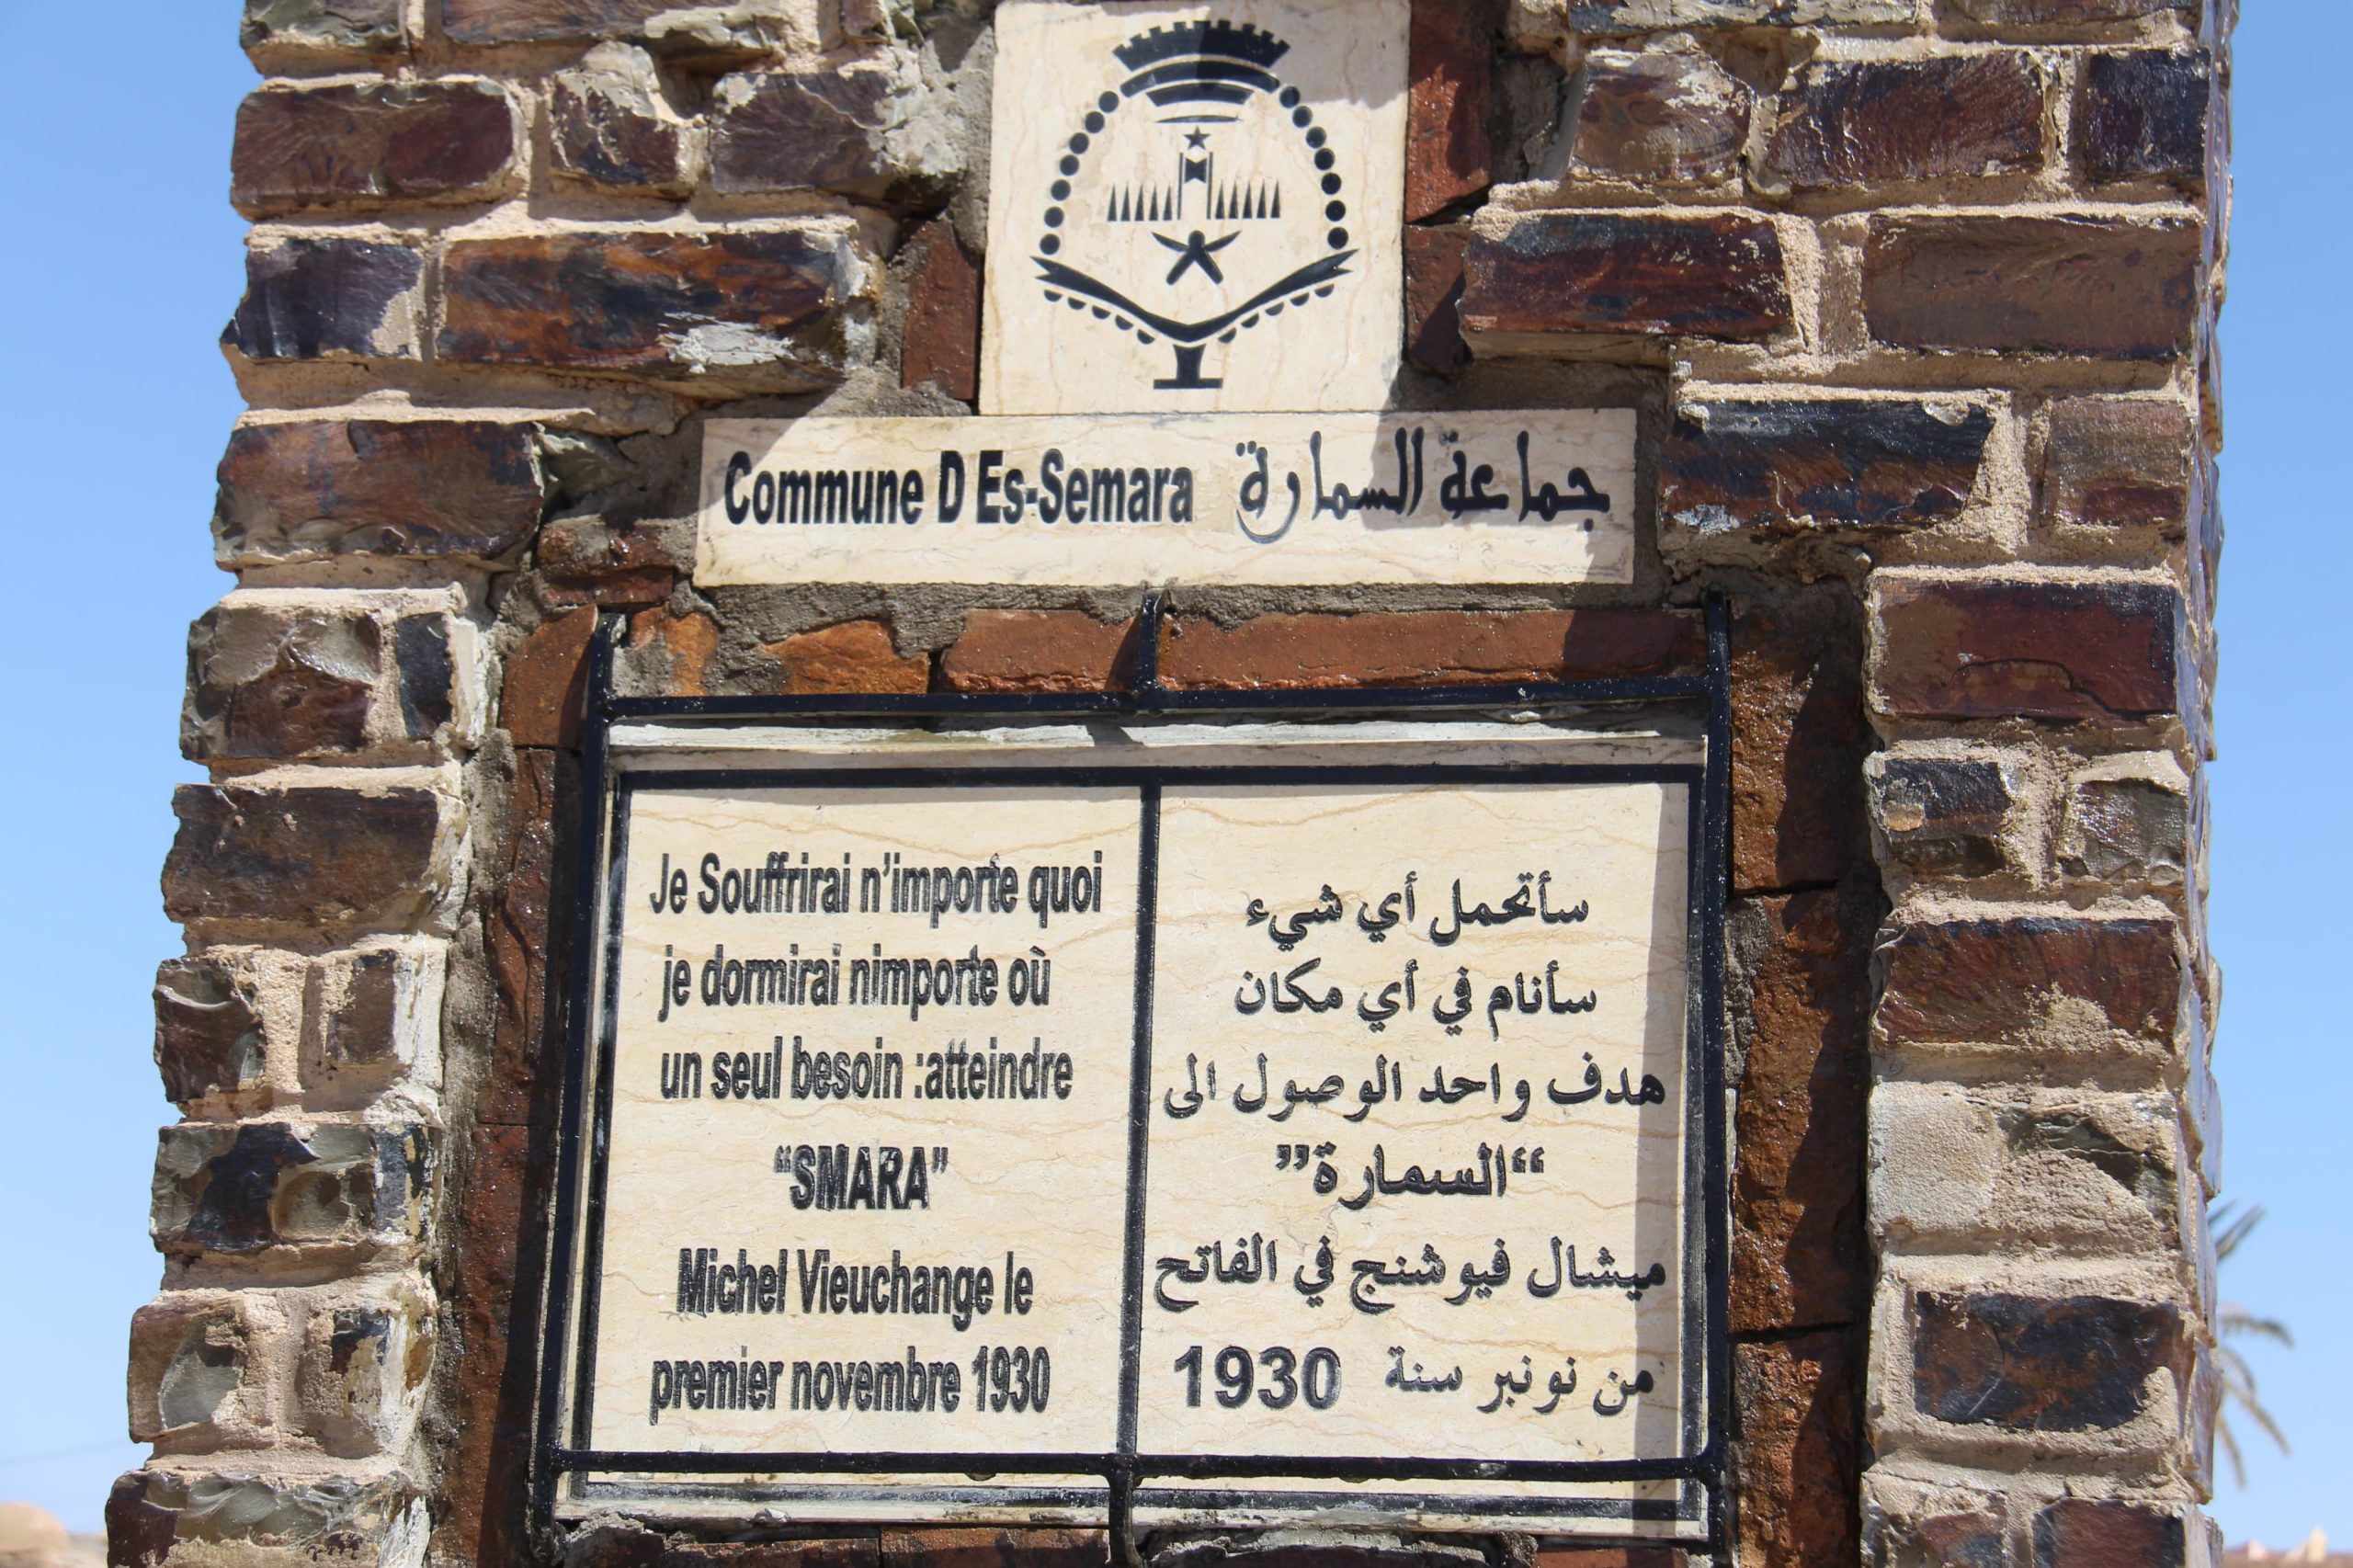 Commune D Es-Semara جماعة السمارة
Je Souffrirai n'importe quoi
je dormirai nimporte où
un seul besoin :atteindre
“SMARA”
Michel Vieuchange le
premier novembre 1930
سأتحمل أي شيء
سأنام في أي مكان
هدف واحد الوصول الى
“السمارة”
ميشال فيوشنج في الفاتح
من نونبر سنة 1930